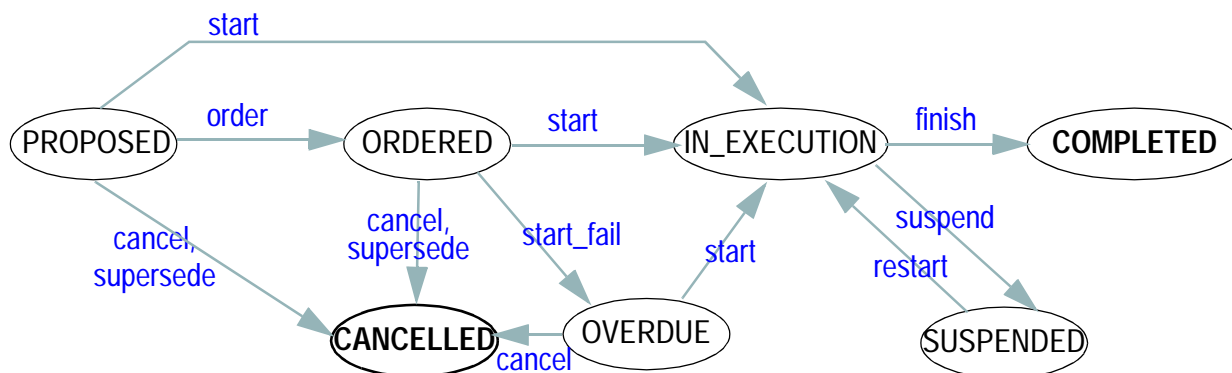 start
order
start
finish
PROPOSED
ORDERED
IN_EXECUTION
COMPLETED
cancel,
supersede
cancel,
supersede
start_fail
start
suspend
restart
CANCELLED
cancel
OVERDUE
SUSPENDED